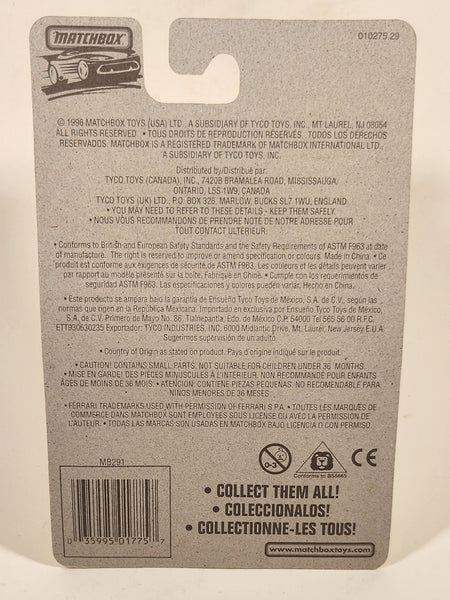 MATCHBOX
010275.29
© 1996 MATCHBOX TOYS (USA) LTD., A SUBSIDIARY OF TYCO TOYS, INC., MT. LAUREL, NJ 08054
ALL RIGHTS RESERVED. • TOUS DROITS DE REPRODUCTION RÉSERVÉS. TODOS LOS DERECHOS
RESERVADOS. MATCHBOX IS A REGISTERED TRADEMARK OF MATCHBOX INTERNATIONAL LTD.,
A SUBSIDIARY OF TYCO TOYS, INC.
Distributed by/Distribué par:
TYCO TOYS (CANADA), INC., 7420B BRAMALEA ROAD, MISSISSAUGA,
ONTARIO, L5S 1W9, CANADA
TYCO TOYS (UK) LTD., P.O. BOX 326, MARLOW, BUCKS SL7 1WU, ENGLAND
• YOU MAY NEED TO REFER TO THESE DETAILS - KEEP THEM SAFELY.
• NOUS VOUS RECOMMANDONS DE PRENDRE NOTE DE NOTRE ADRESSE POUR
TOUT CONTACT ULTERIEUR.
• Conforms to British and European Safety Standards and the Safety Requirements of ASTM F963 at date
of manufacture. The right is reserved to improve or amend specification or colours. Made in China. • Ce
produit est conforme aux exigences de sécurité de ASTM F963. Les couleurs et les détails peuvent varier
par rapport au modèle présenté sur la boîte. Fabriqué en Chine. • Cumple con los requerimientos de
seguridad ASTM F963. Las especificaciones y colores pueden variar. Hecho en China.
• Este producto se ampara bajo la garantia de Ensueño Tyco Toys de México, S.A. de C.V., según las
normas que rigen en la República Mexicana. Importado en exclusiva por Ensueño Tyco Toys de México,
S.A. de C.V. Primero de Mayo No. 86, Tlalnepantla, Edo. de México C.P. 54000 Tel 565 56 09 R.F.C.
ETT930630235 Exportador: TYCO INDUSTRIES, INC. 6000 Midlantic Drive, Mt. Laurel, New Jersey E.U.A.
Sugerimos supervisión de un adulto.
• Country of Origin as stated on product. Pays d'origine indiqué sur le produit.
• CAUTION! CONTAINS SMALL PARTS. NOT SUITABLE FOR CHILDREN UNDER 36 MONTHS.
• MISE EN GARDE! DES PIÈCES MINUSCULES À L'INTÉRIEUR, NON RECOMMANDÉ POUR ENFANTS
ÂGÉS DE MOINS DE 36 MOIS. • ATENCION: CONTIENE PIEZAS PEQUEÑAS. NO RECOMENDABLE PARA
NIÑOS MENORES DE 36 MESES.
• FERRARI TRADEMARKS USED WITH PERMISSION OF FERRARI S.P.A. • TOUTES LES MARQUES DE
COMMERCE DANS MATCHBOX SONT EMPLOYÉES SOUS LICENSE OU AVEC LA PERMISSION DE
L'AUTEUR. • TODAS LAS MARCAS SON USADAS EN MATCHBOX BAJO LICENCIA O CON PERMISO.
MB291
0-3
Conforms to BS5665
CE
• COLLECT THEM ALL!
• COLECCIONALOS!
• COLLECTIONNE-LES TOUS!
0 35995 01775 7
www.matchboxtoys.com